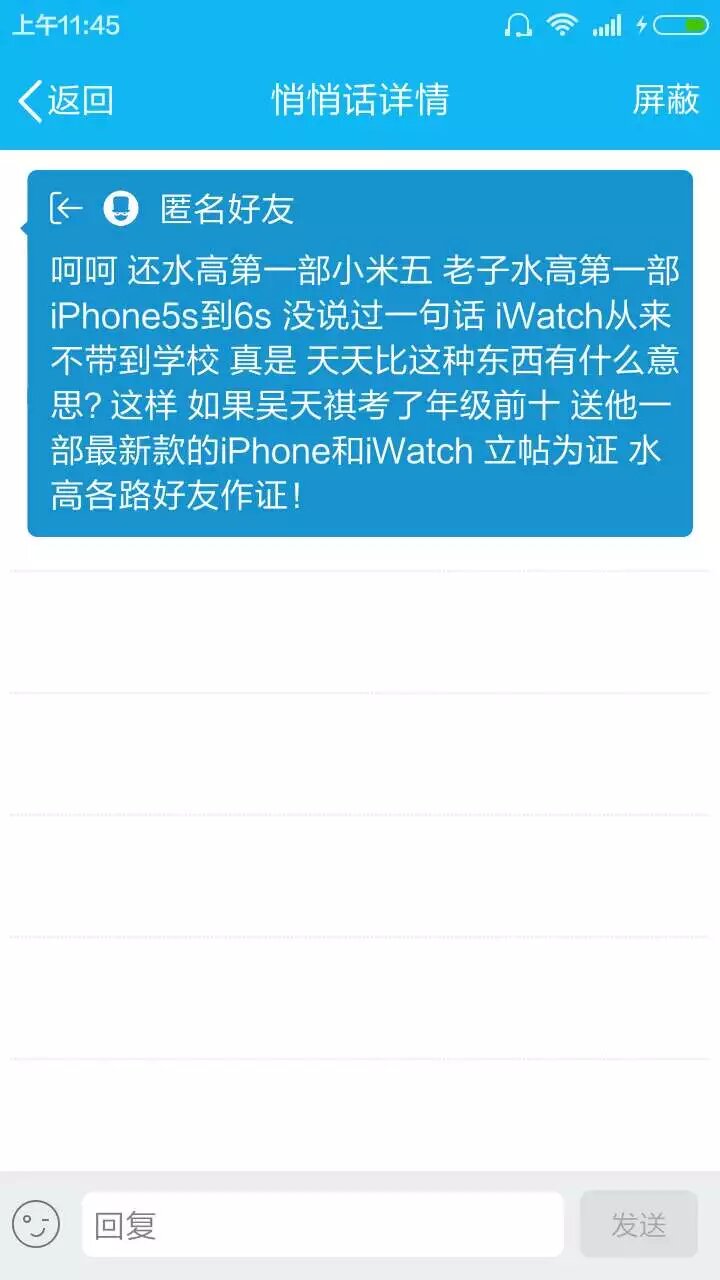 上午11:45
返回
悄悄话详情
屏蔽
匿名好友
呵呵 还水高第一部小米五 老子水高第一部
iPhone5s到6s 没说过一句话 iWatch从来
不带到学校 真是 天天比这种东西有什么意
思? 这样 如果吴天祺考了年级前十 送他一
部最新款的iPhone和iWatch 立帖为证 水
高各路好友作证!
回复
发送